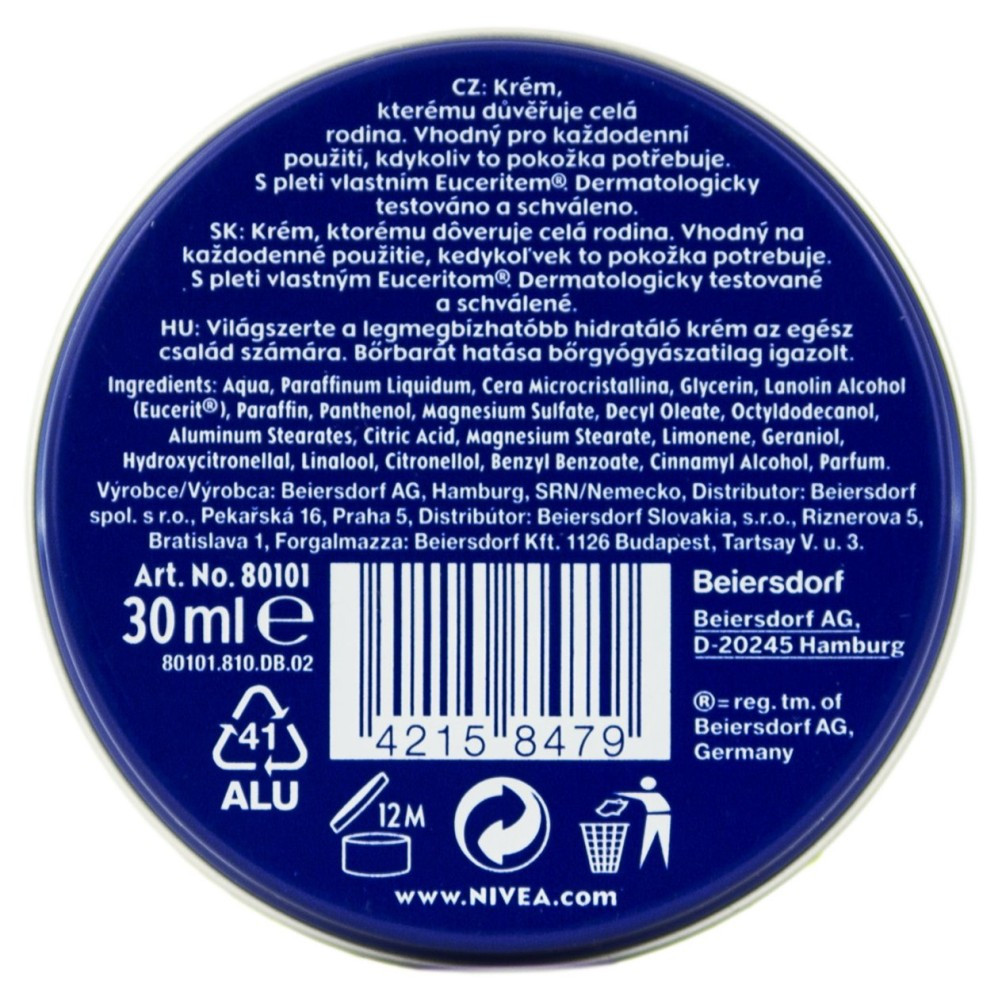 CZ: Krém,
kterému důvěřuje celá
rodina. Vhodný pro každodenní
použití, kdykoliv to pokožka potřebuje.
S pleti vlastním Euceritem®. Dermatologicky
testováno a schváleno.
SK: Krém, ktorému dôveruje celá rodina. Vhodný na
každodenné použitie, kedykoľvek to pokožka potrebuje.
S pleti vlastným Euceritom®. Dermatologicky testované
a schválené.
HU: Világszerte a legmegbízhatóbb hidratáló krém az egész
család számára. Bőrbarát hatása bőrgyógyászatilag igazolt.
Ingredients: Aqua, Paraffinum Liquidum, Cera Microcristallina, Glycerin, Lanolin Alcohol
(Eucerit®), Paraffin, Panthenol, Magnesium Sulfate, Decyl Oleate, Octyldodecanol,
Aluminum Stearates, Citric Acid, Magnesium Stearate, Limonene, Geraniol,
Hydroxycitronellal, Linalool, Citronellol, Benzyl Benzoate, Cinnamyl Alcohol, Parfum.
Výrobce/Výrobca: Beiersdorf AG, Hamburg, SRN/Nemecko, Distributor: Beiersdorf
spol. s r.o., Pekařská 16, Praha 5, Distribútor: Beiersdorf Slovakia, s.r.o., Riznerova 5,
Bratislava 1, Forgalmazza: Beiersdorf Kft. 1126 Budapest, Tartsay V. u. 3.
Art. No. 80101
30 ml e
80101.810.DB.02
41
ALU
4215 8479
Beiersdorf
Beiersdorf AG,
D-20245 Hamburg
®= reg. tm. of
Beiersdorf AG,
Germany
12 M
www.NIVEA.com